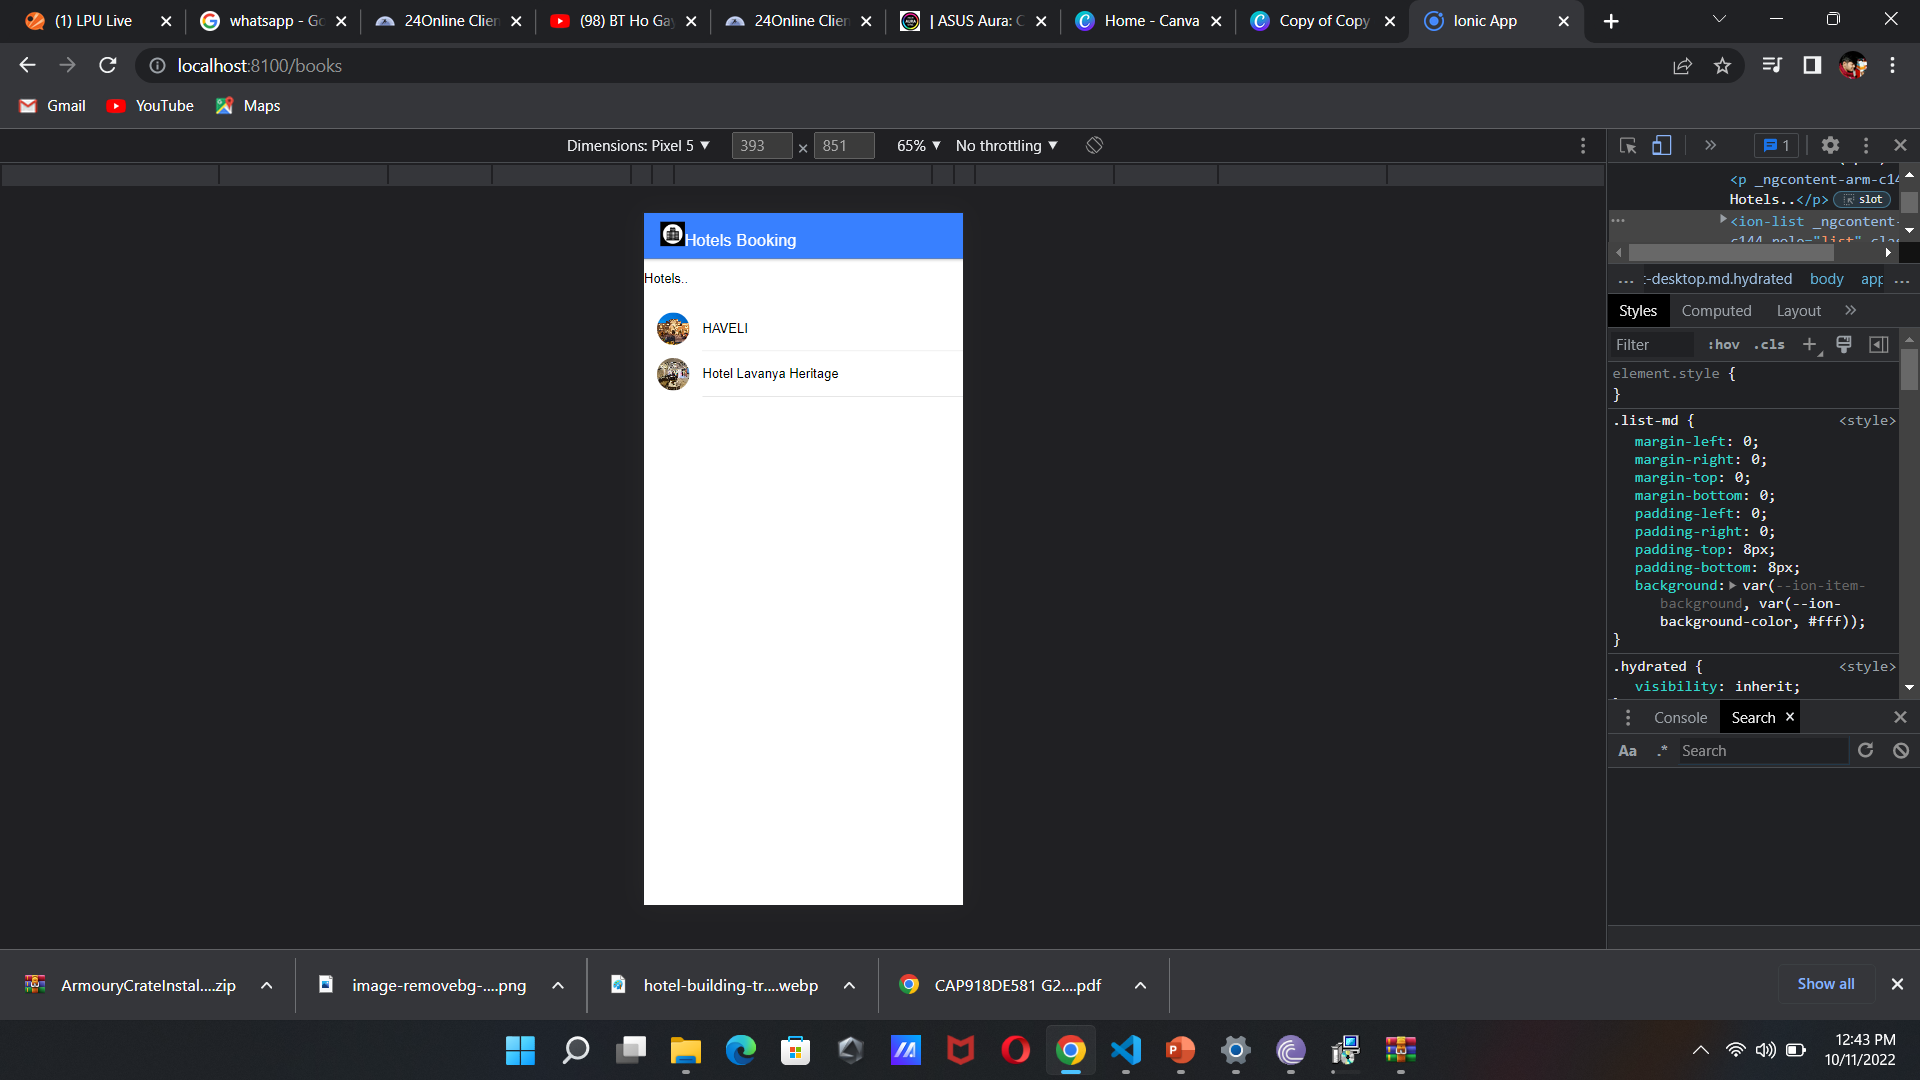 (1) LPU Live
whatsapp - Go
24Online Clien
(98) BT Ho Gay
24Online Clien
| ASUS Aura: C
Home - Canva
Copy of Copy
Ionic App
localhost:8100/books
Gmail
YouTube
Maps
Dimensions: Pixel 5 ▼ 393 × 851 65% ▼ No throttling ▼
1
<p _ngcontent-arm-c14
Hotels..</p> slot
<ion-list _ngcontent-
... t-desktop.md.hydrated body app ...
Styles Computed Layout
Filter :hov .cls
element.style {
}
.list-md { <style>
margin-left: 0;
margin-right: 0;
margin-top: 0;
margin-bottom: 0;
padding-left: 0;
padding-right: 0;
padding-top: 8px;
padding-bottom: 8px;
background: var(--ion-item-
background, var(--ion-
background-color, #fff));
}
.hydrated { <style>
visibility: inherit;
Console Search
Aa .* Search
Hotels Booking
Hotels..
HAVELI
Hotel Lavanya Heritage
ArmouryCrateInstal....zip
image-removebg-....png
hotel-building-tr....webp
CAP918DE581 G2....pdf
Show all
12:43 PM
10/11/2022